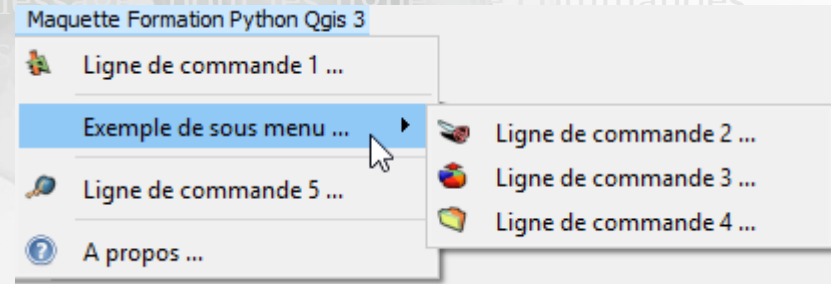 Maquette Formation Python Qgis 3
Ligne de commande 1 ...
Exemple de sous menu ...
Ligne de commande 2 ...
Ligne de commande 3 ...
Ligne de commande 4 ...
Ligne de commande 5 ...
A propos ...